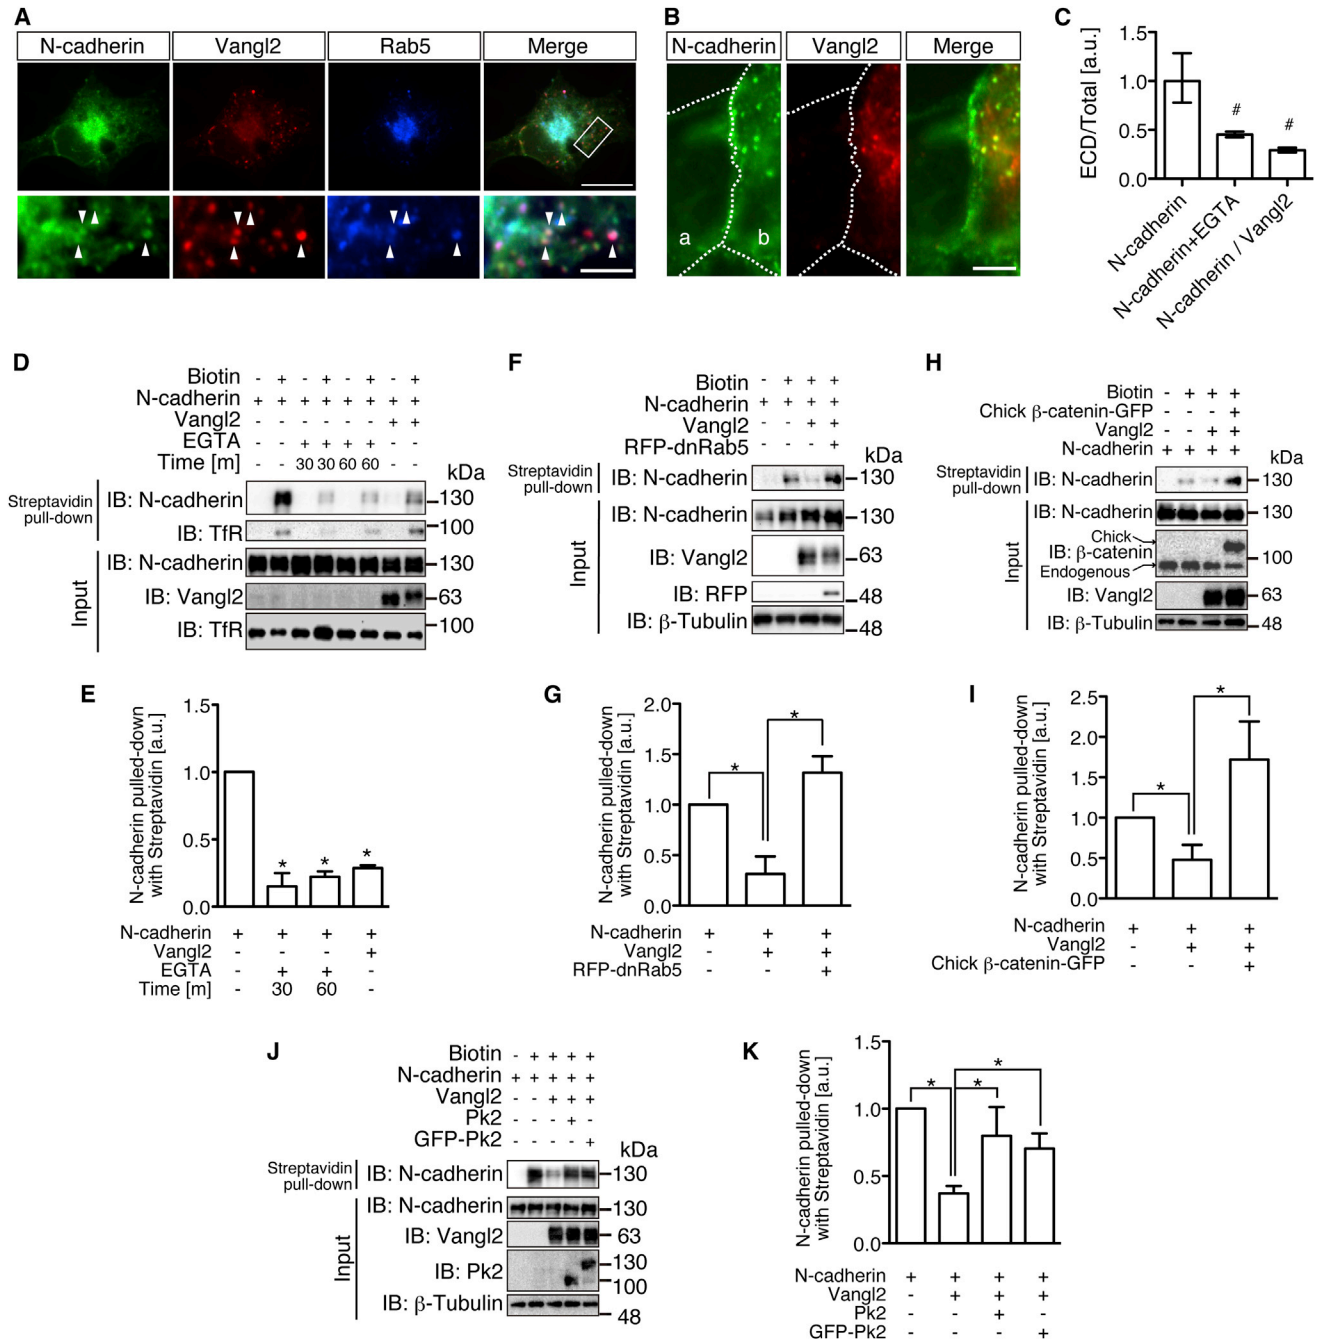 A
N-cadherin Vangl2 Rab5 Merge
B
N-cadherin Vangl2 Merge
a b
C
ECD/Total [a.u.]
1.5
1.0
0.5
0.0
# #
N-cadherin
N-cadherin+EGTA
N-cadherin / Vangl2
D
Biotin - + - + - + - +
N-cadherin + + + + + + + +
Vangl2 - - - - - - + +
EGTA - - + + + + - -
Time [m] - - 30 30 60 60 - -
kDa
Streptavidin
pull-down
IB: N-cadherin 130
IB: TfR 100
Input
IB: N-cadherin 130
IB: Vangl2 63
IB: TfR 100
F
Biotin - + + +
N-cadherin + + + +
Vangl2 - - + +
RFP-dnRab5 - - - +
kDa
Streptavidin
pull-down
IB: N-cadherin 130
Input
IB: N-cadherin 130
IB: Vangl2 63
IB: RFP 48
IB: β-Tubulin 48
H
Biotin - + + +
Chick β-catenin-GFP - - - +
Vangl2 - - + +
N-cadherin + + + +
kDa
Streptavidin
pull-down
IB: N-cadherin 130
Input
IB: N-cadherin 130
Chick
IB: β-catenin 100
Endogenous
IB: Vangl2 63
IB: β-Tubulin 48
E
N-cadherin pulled-down
with Streptavidin [a.u.]
1.5
1.0
0.5
0.0
* * *
N-cadherin + + + +
Vangl2 - - - +
EGTA - + + -
Time [m] - 30 60 -
G
N-cadherin pulled-down
with Streptavidin [a.u.]
2.0
1.5
1.0
0.5
0.0
* *
N-cadherin + + +
Vangl2 - + +
RFP-dnRab5 - - +
I
N-cadherin pulled-down
with Streptavidin [a.u.]
2.5
2.0
1.5
1.0
0.5
0.0
* *
N-cadherin + + +
Vangl2 - + +
Chick β-catenin-GFP - - +
J
Biotin - + + + +
N-cadherin + + + + +
Vangl2 - - + + +
Pk2 - - - + -
GFP-Pk2 - - - - +
kDa
Streptavidin
pull-down
IB: N-cadherin 130
Input
IB: N-cadherin 130
IB: Vangl2 63
IB: Pk2 130
100
IB: β-Tubulin
48
K
N-cadherin pulled-down
with Streptavidin [a.u.]
1.5
1.0
0.5
0.0
* * *
N-cadherin + + + +
Vangl2 - + + +
Pk2 - - + -
GFP-Pk2 - - - +